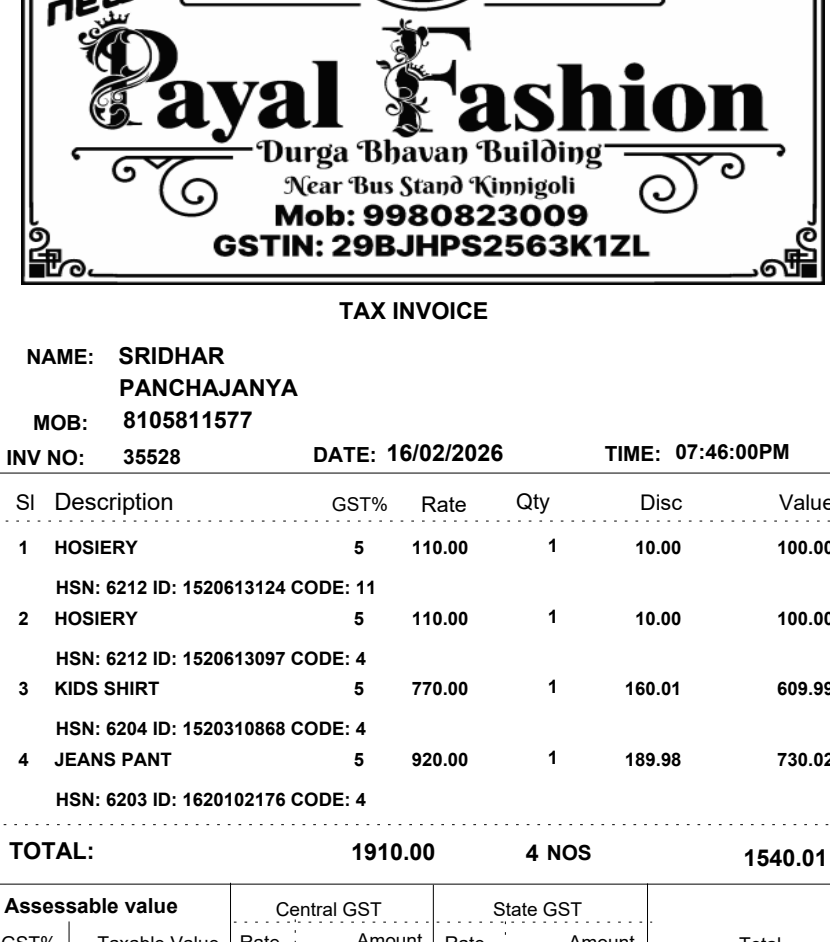 new
Payal Fashion
Durga Bhavan Building
Near Bus Stand Kinnigoli
Mob: 9980823009
GSTIN: 29BJHPS2563K1ZL
TAX INVOICE
NAME: SRIDHAR
PANCHAJANYA
MOB: 8105811577
INV NO: 35528 DATE: 16/02/2026 TIME: 07:46:00PM
Sl Description GST% Rate Qty Disc Value
1 HOSIERY 5 110.00 1 10.00 100.00
HSN: 6212 ID: 1520613124 CODE: 11
2 HOSIERY 5 110.00 1 10.00 100.00
HSN: 6212 ID: 1520613097 CODE: 4
3 KIDS SHIRT 5 770.00 1 160.01 609.99
HSN: 6204 ID: 1520310868 CODE: 4
4 JEANS PANT 5 920.00 1 189.98 730.02
HSN: 6203 ID: 1620102176 CODE: 4
TOTAL: 1910.00 4 NOS 1540.01
Assessable value Central GST State GST
GST% Taxable Value Rate Amount Rate Amount Total